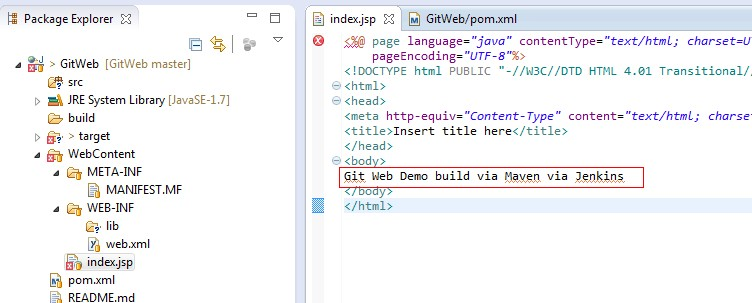 Package Explorer
GitWeb [GitWeb master]
src
JRE System Library [JavaSE-1.7]
build
> target
WebContent
META-INF
MANIFEST.MF
WEB-INF
lib
web.xml
index.jsp
pom.xml
README.md
index.jsp
GitWeb/pom.xml
<%@ page language="java" contentType="text/html; charset=U
pageEncoding="UTF-8"%>
<!DOCTYPE html PUBLIC "-//W3C//DTD HTML 4.01 Transitional/
<html>
<head>
<meta http-equiv="Content-Type" content="text/html; charset
<title>Insert title here</title>
</head>
<body>
Git Web Demo build via Maven via Jenkins
</body>
</html>